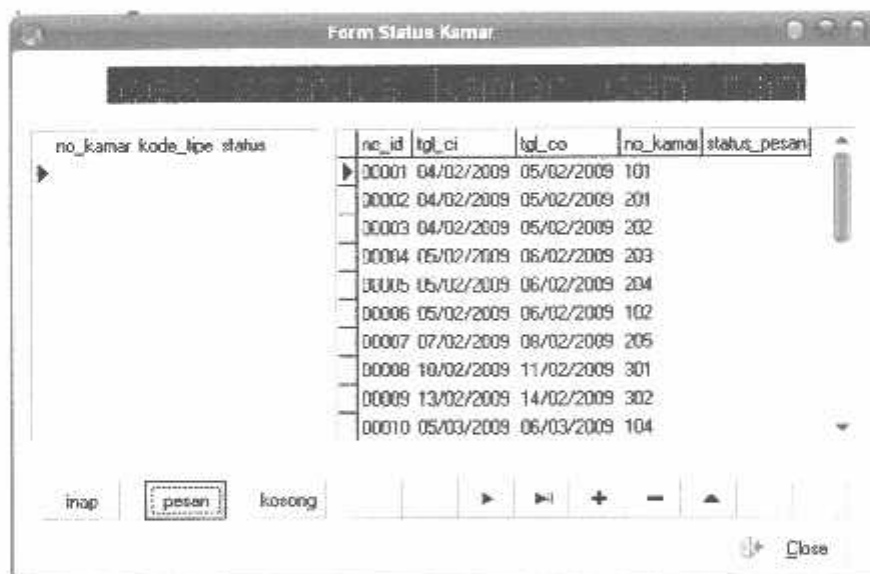 Form Status Kamar
no_kamar kode_tipe status
no_id tgl_ci tgl_co no_kamar status_pesan
00001 04/02/2009 05/02/2009 101
00002 04/02/2009 05/02/2009 201
00003 04/02/2009 05/02/2009 202
00004 05/02/2009 06/02/2009 203
00005 05/02/2009 06/02/2009 204
00006 05/02/2009 06/02/2009 102
00007 07/02/2009 08/02/2009 205
00008 10/02/2009 11/02/2009 301
00009 13/02/2009 14/02/2009 302
00010 05/03/2009 06/03/2009 104
inap pesan kosong
Close